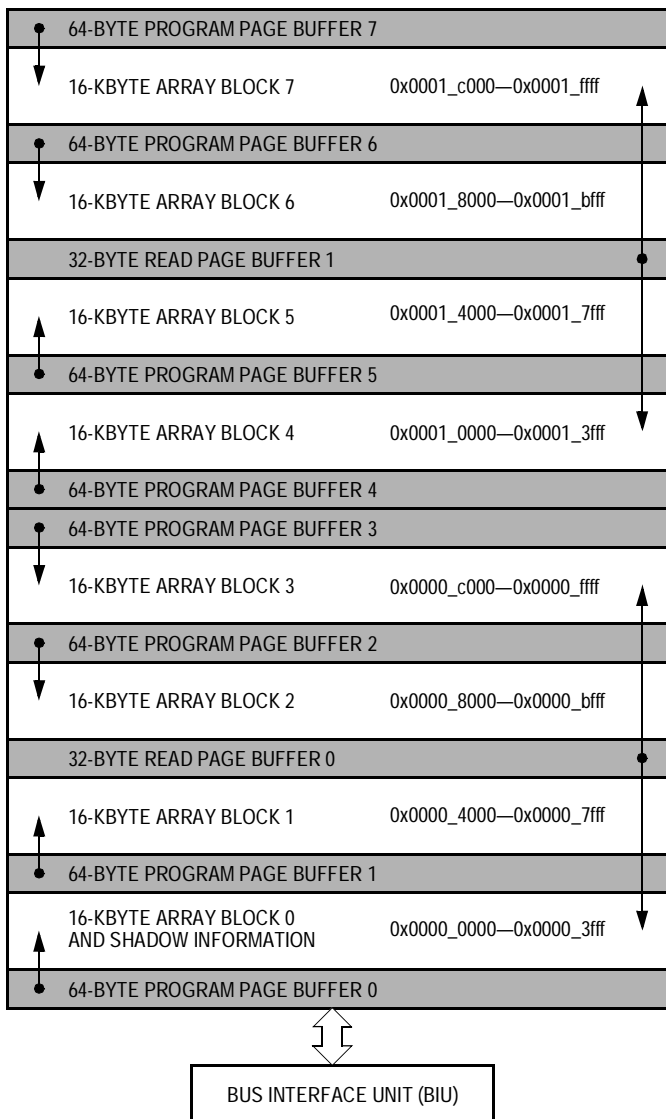 64-BYTE PROGRAM PAGE BUFFER 7
16-KBYTE ARRAY BLOCK 7 0x0001_c000—0x0001_ffff
64-BYTE PROGRAM PAGE BUFFER 6
16-KBYTE ARRAY BLOCK 6 0x0001_8000—0x0001_bfff
32-BYTE READ PAGE BUFFER 1
16-KBYTE ARRAY BLOCK 5 0x0001_4000—0x0001_7fff
64-BYTE PROGRAM PAGE BUFFER 5
16-KBYTE ARRAY BLOCK 4 0x0001_0000—0x0001_3fff
64-BYTE PROGRAM PAGE BUFFER 4
64-BYTE PROGRAM PAGE BUFFER 3
16-KBYTE ARRAY BLOCK 3 0x0000_c000—0x0000_ffff
64-BYTE PROGRAM PAGE BUFFER 2
16-KBYTE ARRAY BLOCK 2 0x0000_8000—0x0000_bfff
32-BYTE READ PAGE BUFFER 0
16-KBYTE ARRAY BLOCK 1 0x0000_4000—0x0000_7fff
64-BYTE PROGRAM PAGE BUFFER 1
16-KBYTE ARRAY BLOCK 0
AND SHADOW INFORMATION 0x0000_0000—0x0000_3fff
64-BYTE PROGRAM PAGE BUFFER 0
BUS INTERFACE UNIT (BIU)